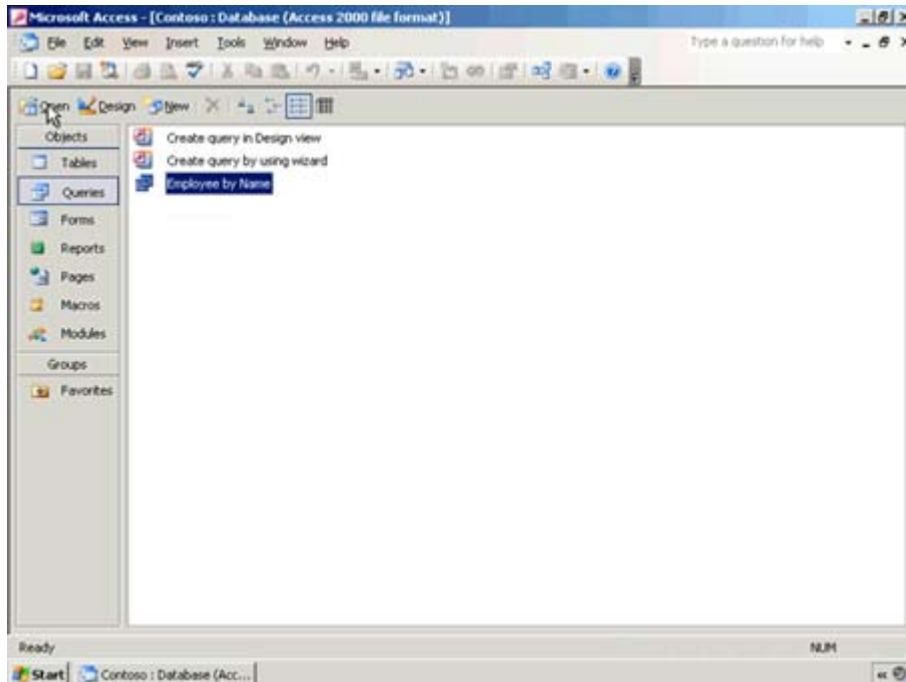 Microsoft Access - [Contoso : Database (Access 2000 file format)]
File Edit View Insert Tools Window Help Type a question for help
Open Design New
Objects
Tables
Queries
Forms
Reports
Pages
Macros
Modules
Groups
Favorites
Create query in Design view
Create query by using wizard
Employee by Name
Ready NUM
Start Contoso : Database (Acc...